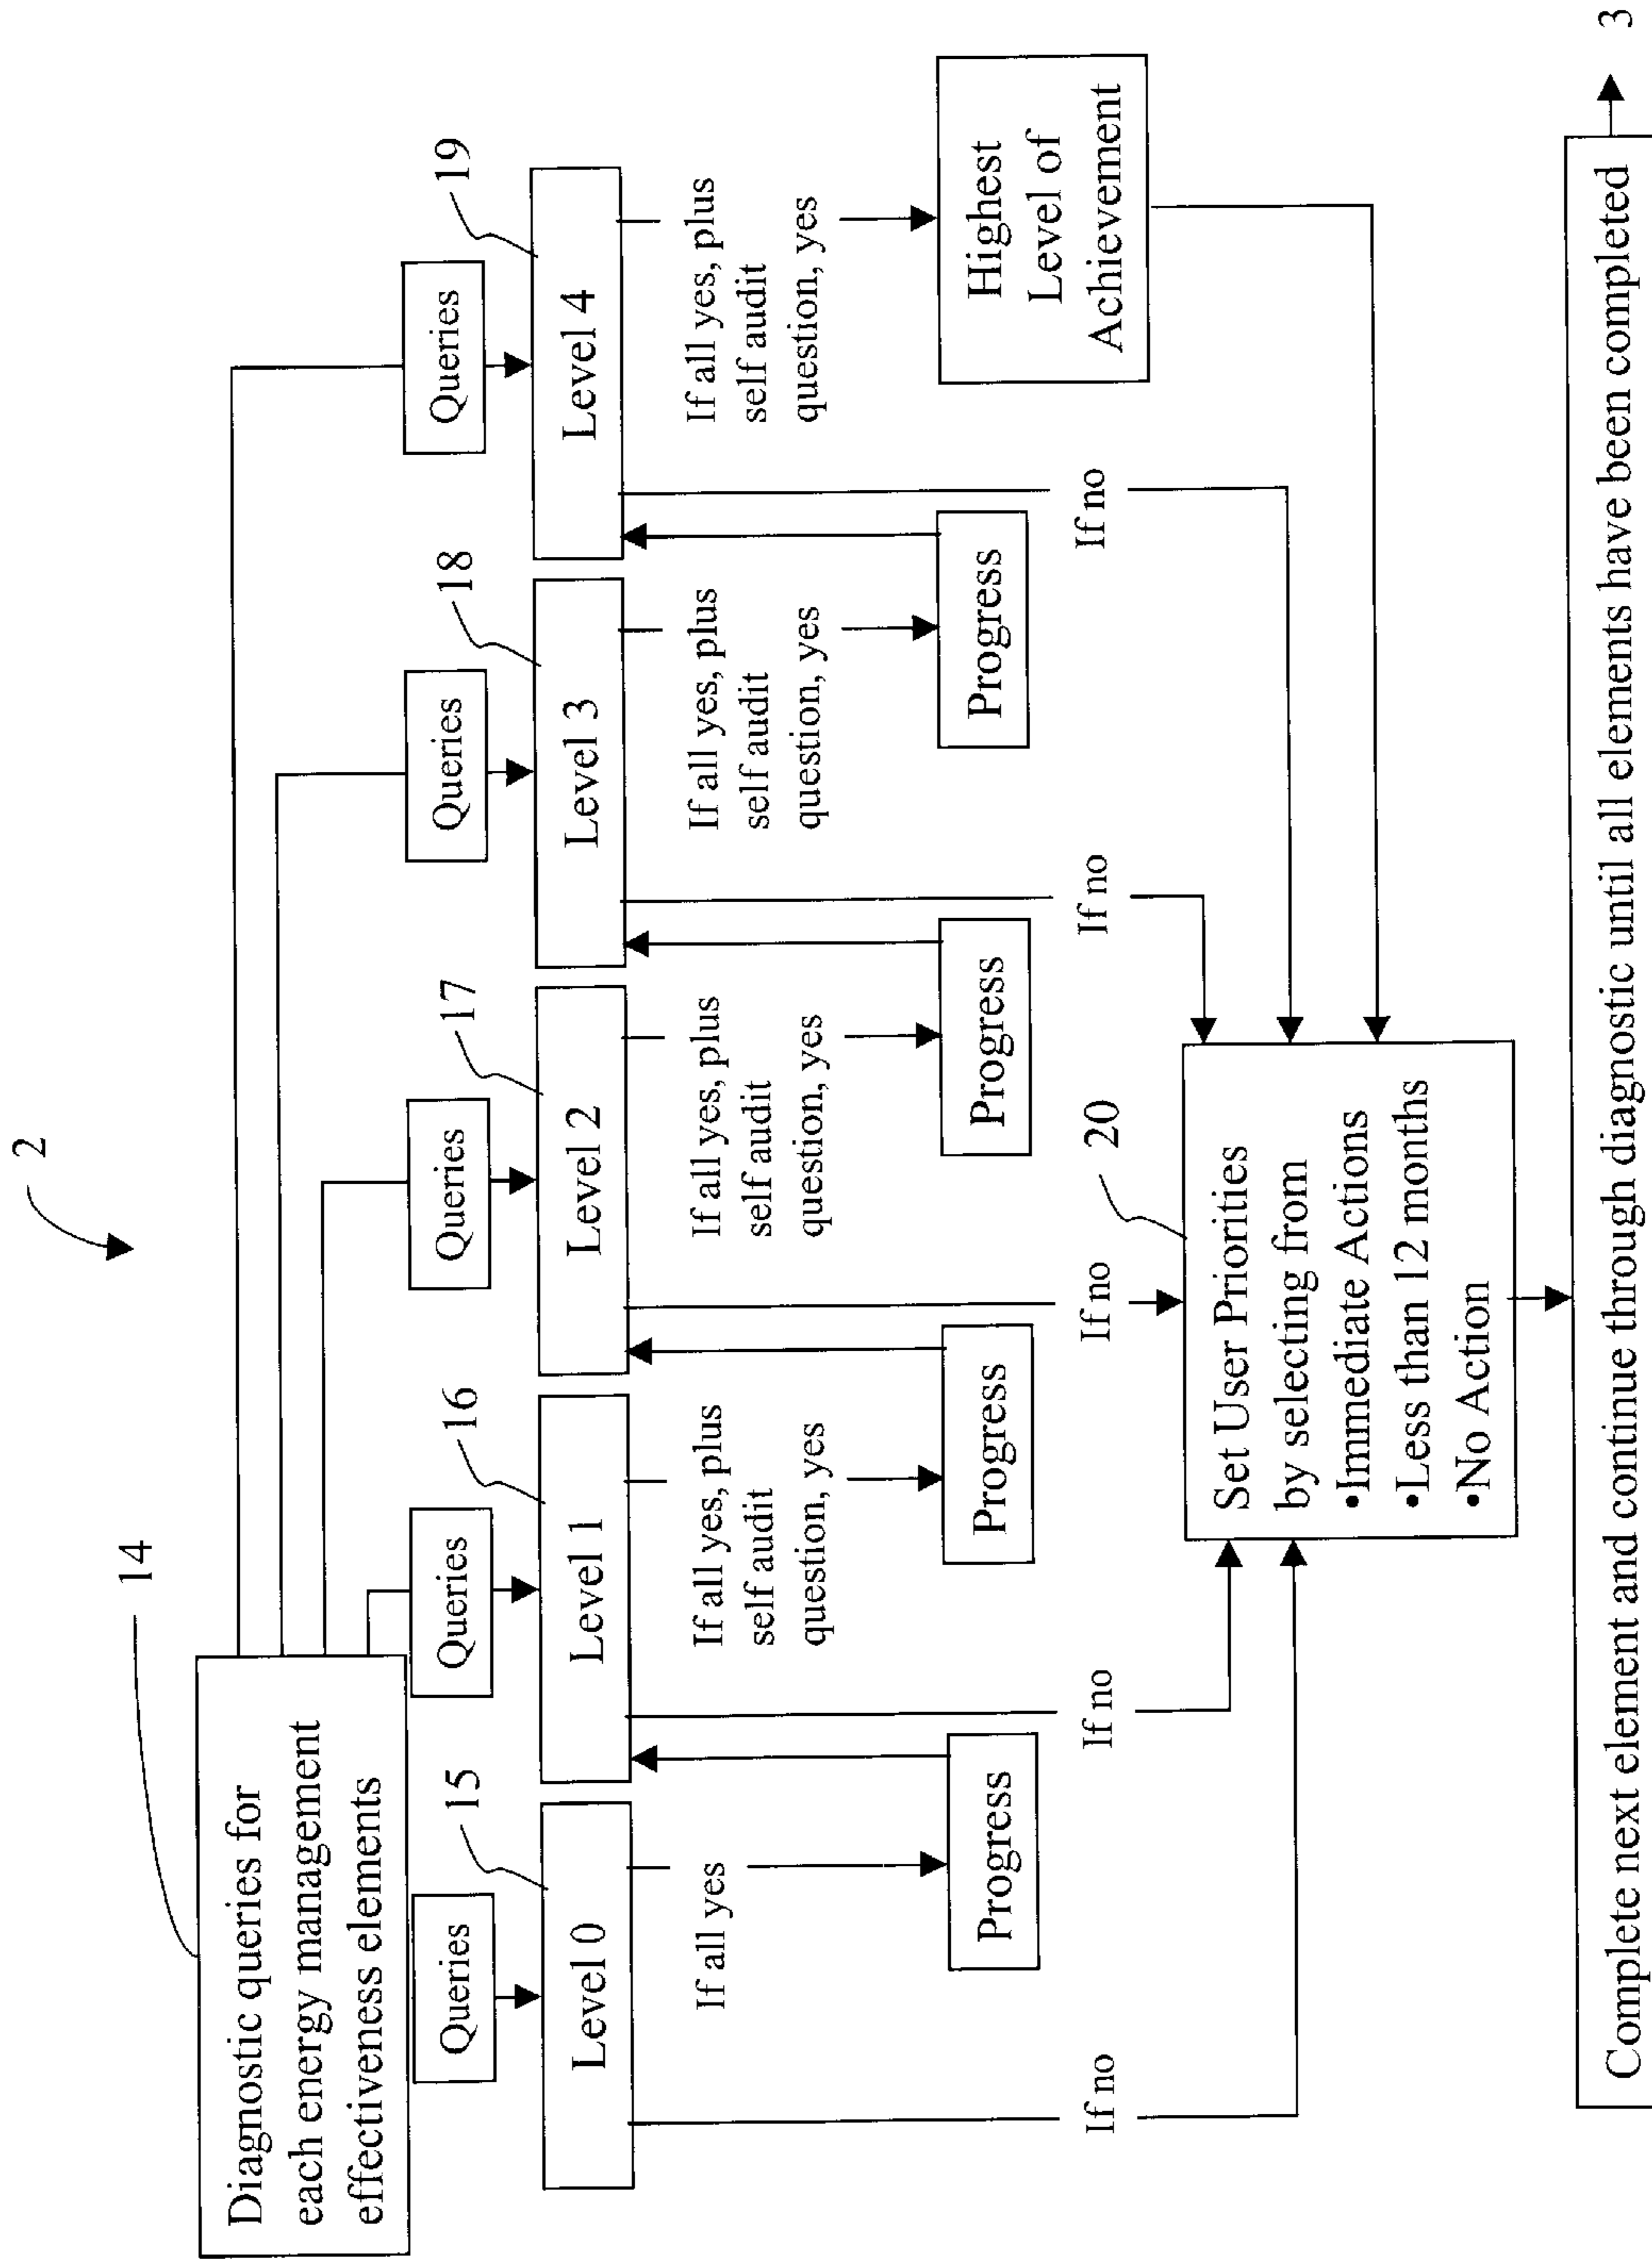 2
14
Diagnostic queries for
each energy management
effectiveness elements
Queries
Queries
Queries
Queries
Queries
15
16
17
18
19
Level 0
Level 1
Level 2
Level 3
Level 4
If all yes
If all yes, plus
self audit
question, yes
If all yes, plus
self audit
question, yes
If all yes, plus
self audit
question, yes
If all yes, plus
self audit
question, yes
Progress
Progress
Progress
Progress
Highest
Level of
Achievement
If no
If no
If no
If no
If no
20
Set User Priorities
by selecting from
•Immediate Actions
•Less than 12 months
•No Action
Complete next element and continue through diagnostic until all elements have been completed
3